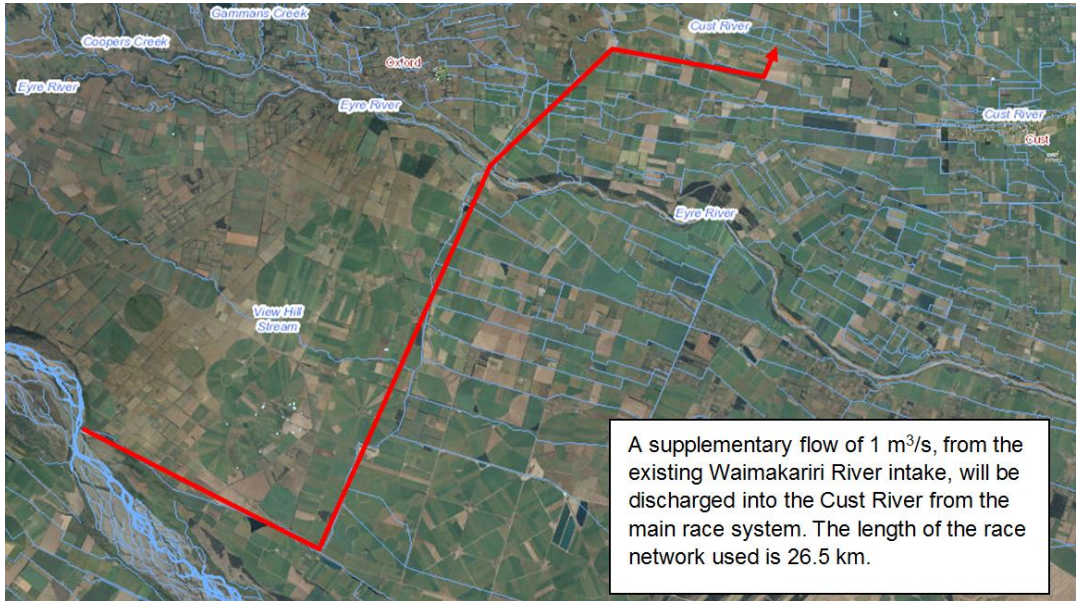 Gammans Creek
Coopers Creek
Cust River
Oxford
Eyre River
Eyre River
Cust River
Cust
Eyre River
View Hill
Stream
A supplementary flow of 1 m³/s, from the
existing Waimakariri River intake, will be
discharged into the Cust River from the
main race system. The length of the race
network used is 26.5 km.